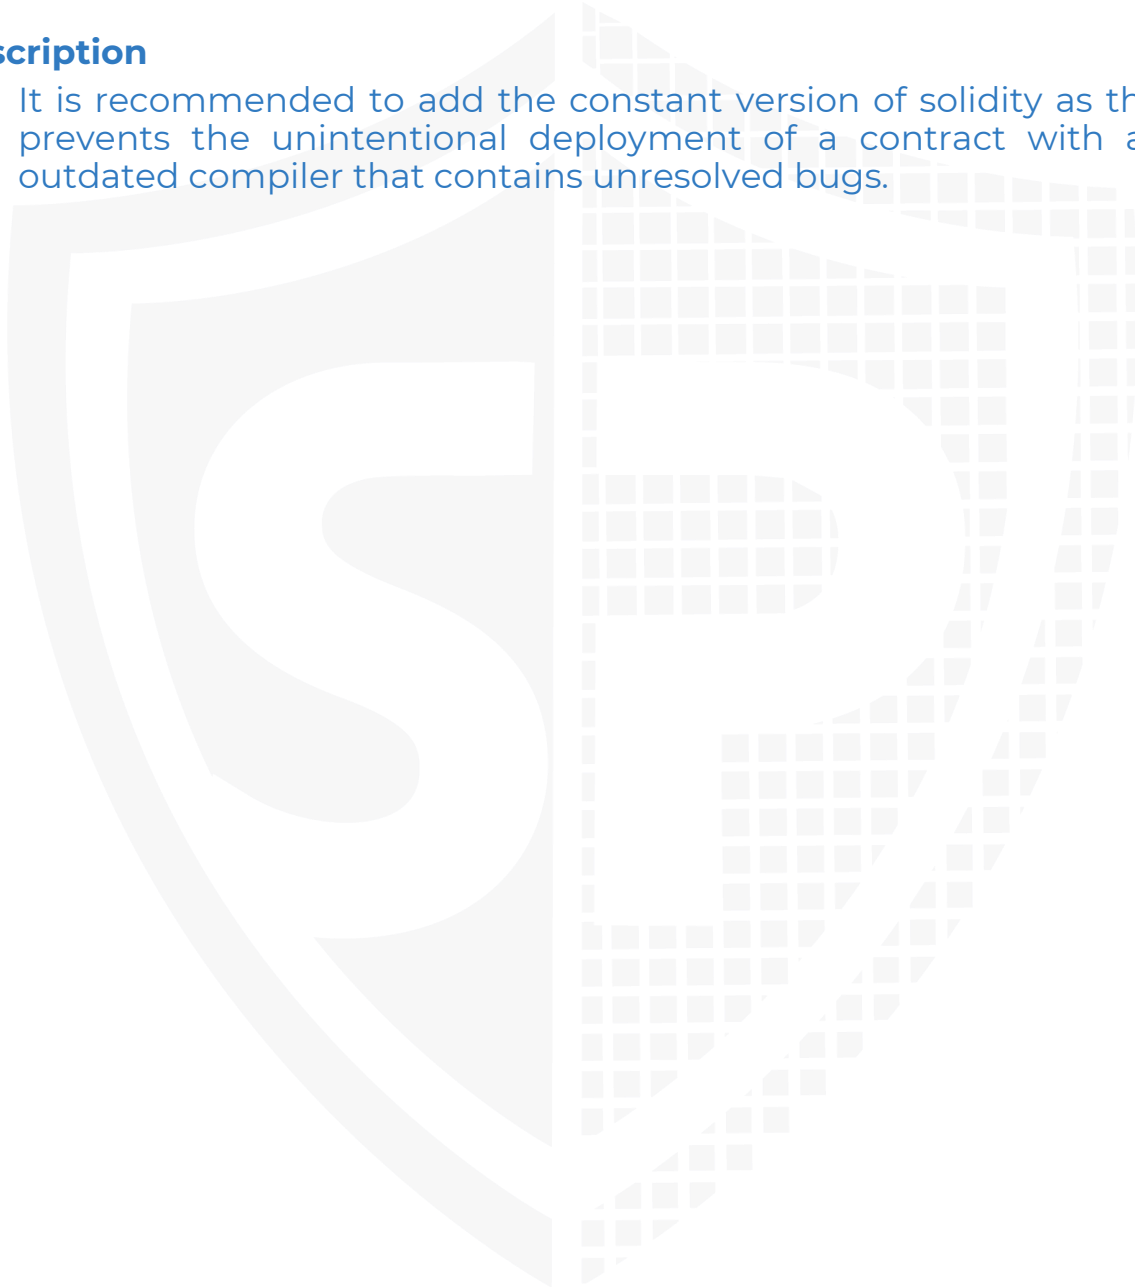 scription
It is recommended to add the constant version of solidity as th
prevents the unintentional deployment of a contract with a
outdated compiler that contains unresolved bugs.
SP